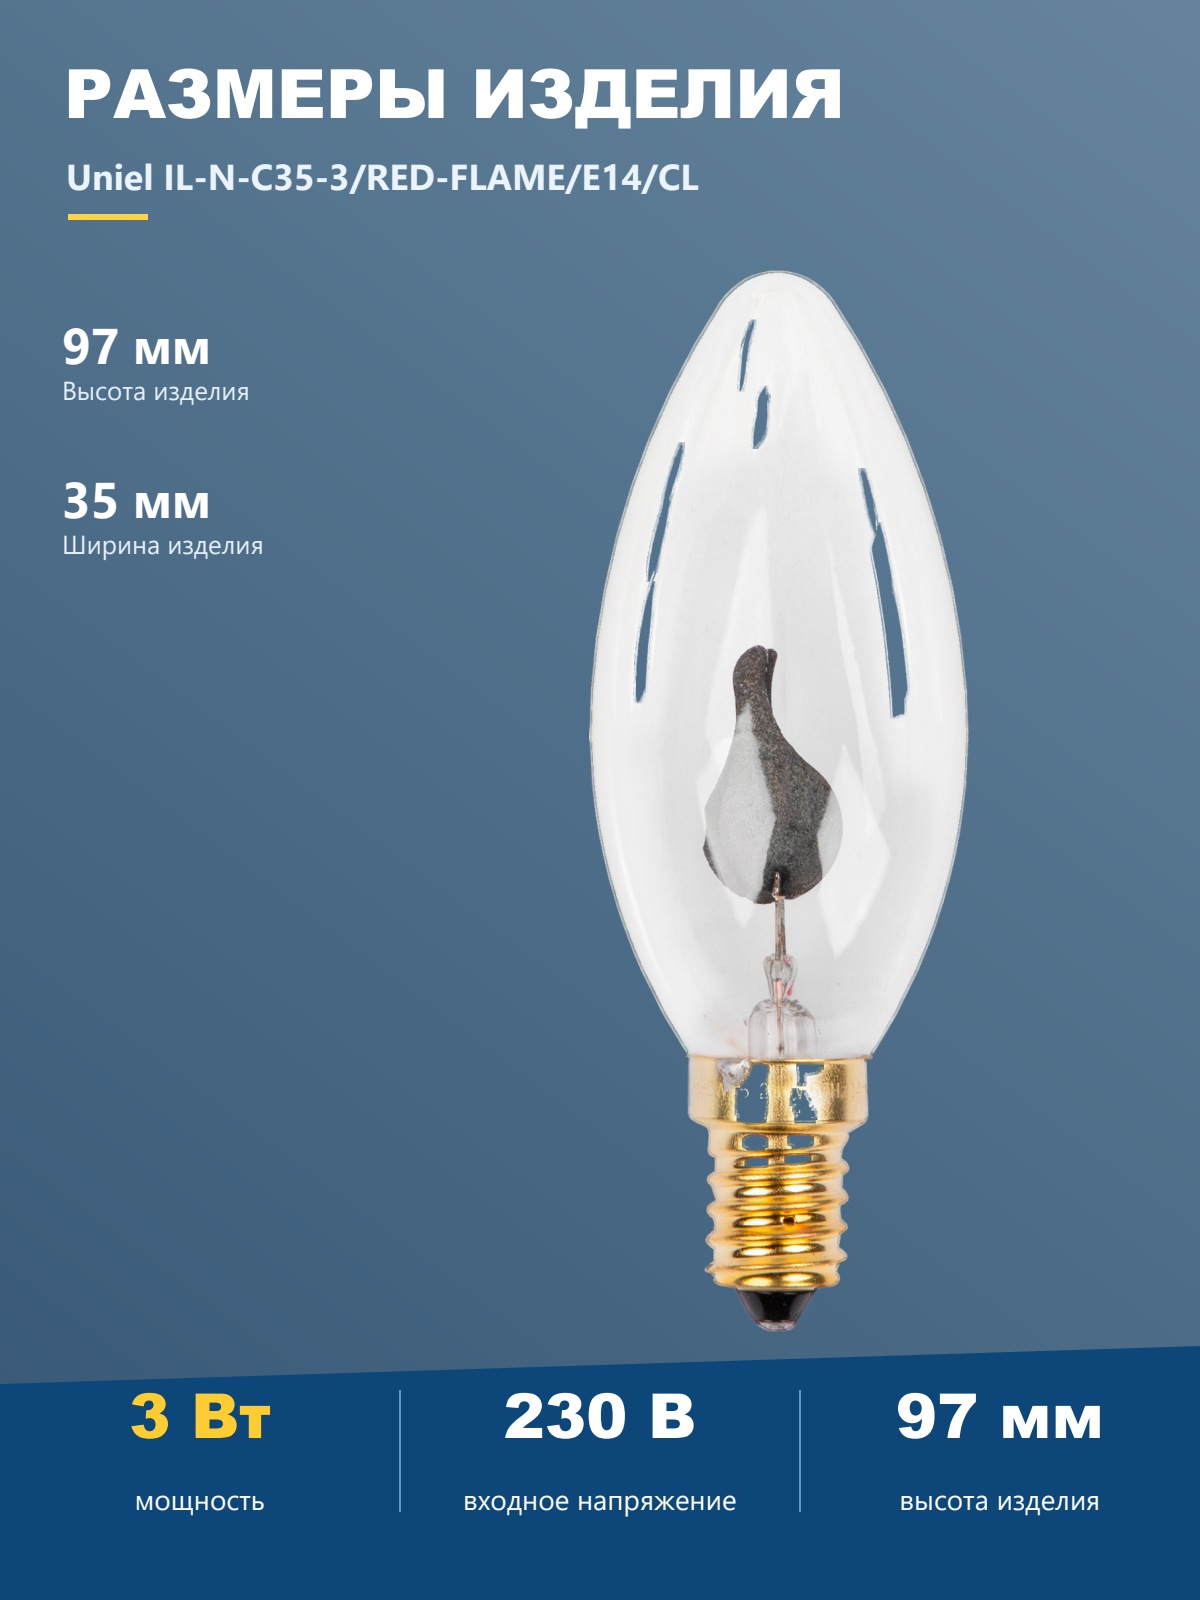 РАЗМЕРЫ ИЗДЕЛИЯ
Uniel IL-N-C35-3/RED-FLAME/E14/CL
97 мм
Высота изделия
35 мм
Ширина изделия
3 Вт
мощность
230 В
входное напряжение
97 мм
высота изделия